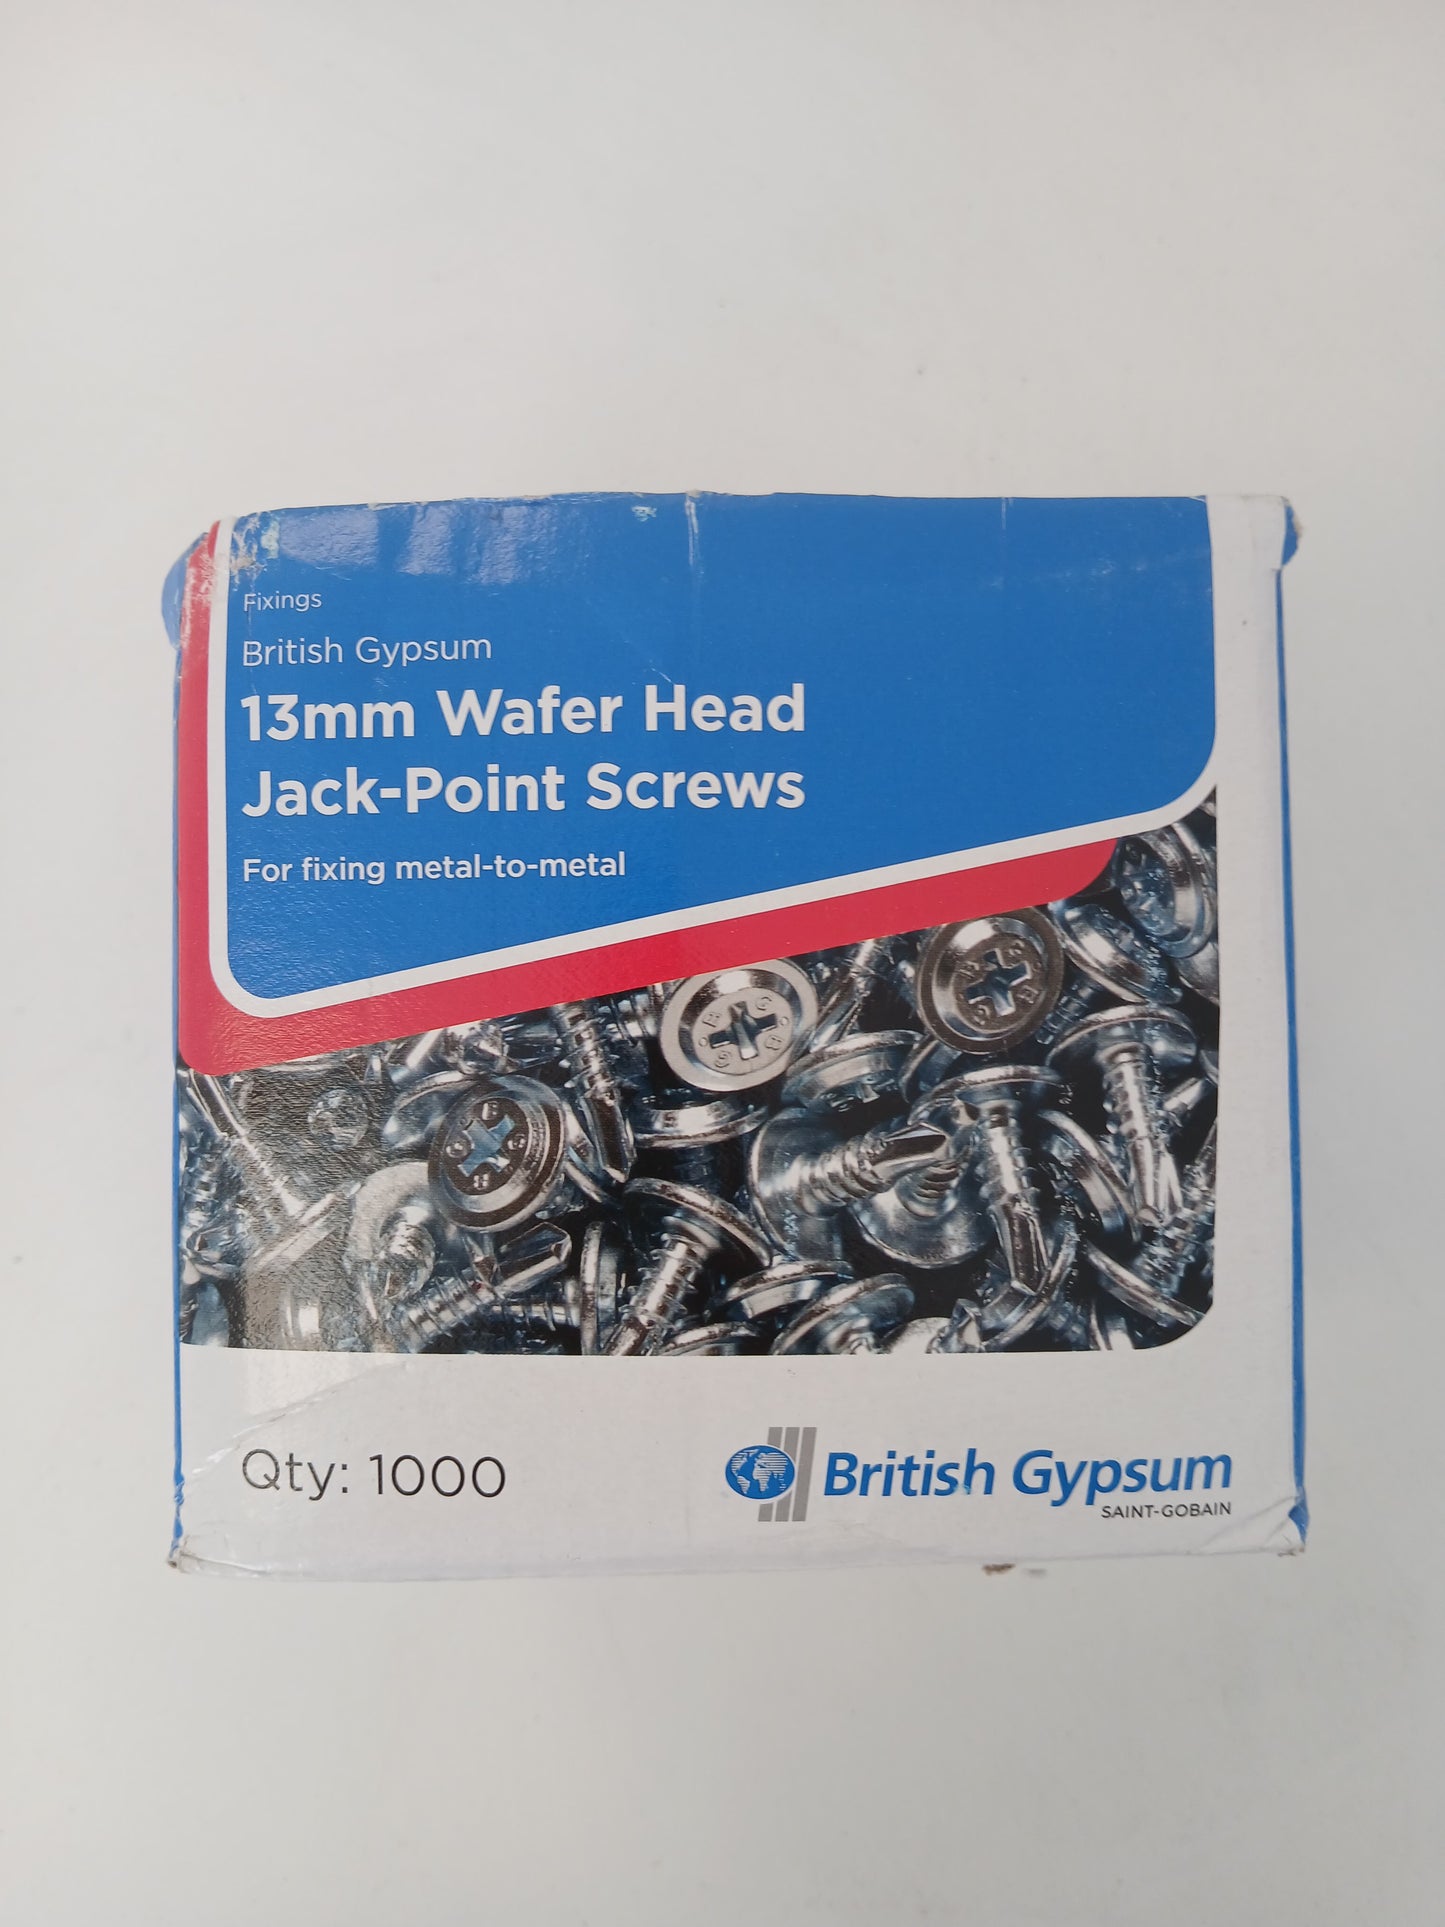 Fixings
British Gypsum
13mm Wafer Head
Jack-Point Screws
For fixing metal-to-metal
Qty: 1000
British Gypsum
SAINT-GOBAIN